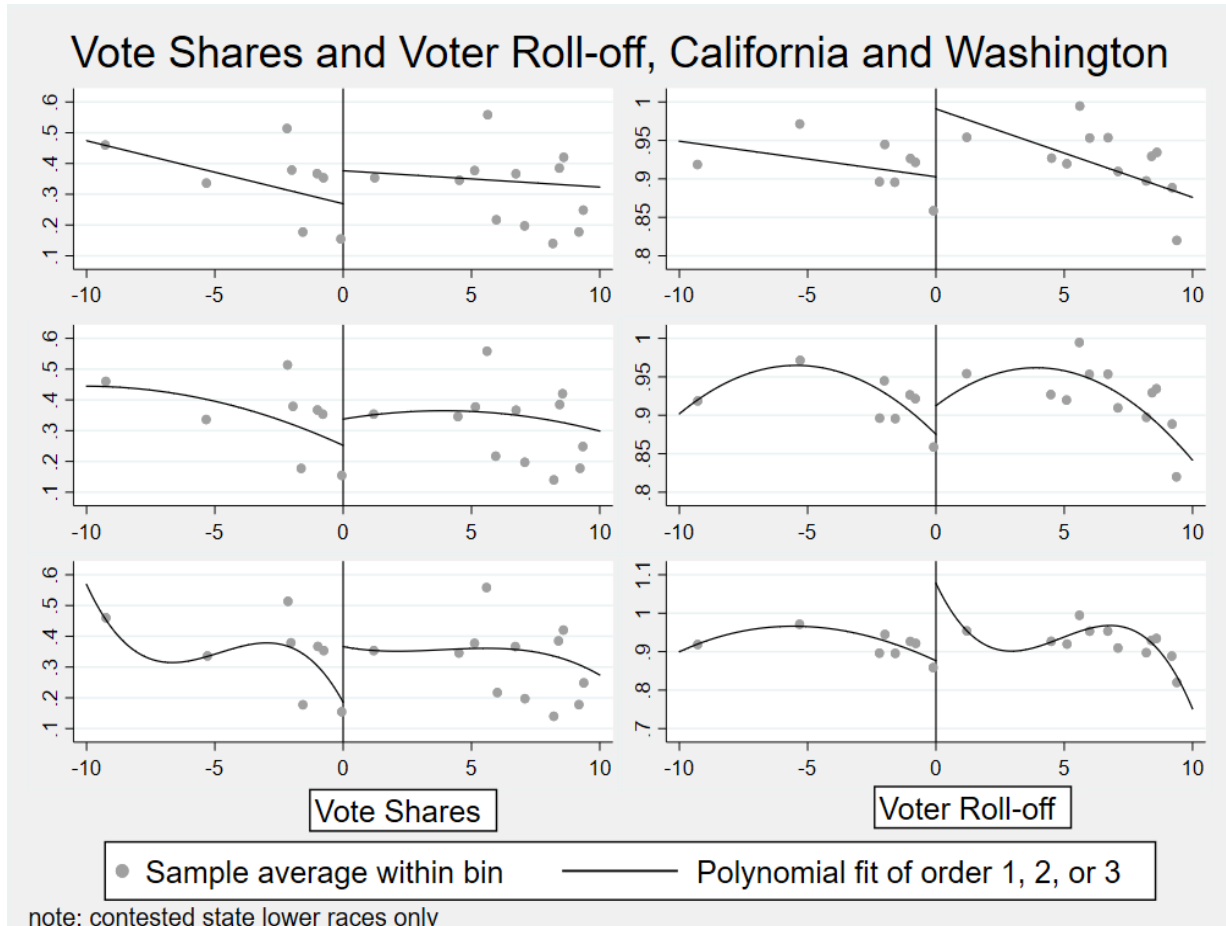 Vote Shares and Voter Roll-off, California and Washington
.6
.5
.4
.3
.2
.1
-10 -5 0 5 10
1
.95
.9
.85
.8
-10 -5 0 5 10
.6
.5
.4
.3
.2
.1
-10 -5 0 5 10
1
.95
.9
.85
.8
-10 -5 0 5 10
.6
.5
.4
.3
.2
.1
-10 -5 0 5 10
1.1
1
.9
.8
.7
-10 -5 0 5 10
Vote Shares
Voter Roll-off
Sample average within bin
Polynomial fit of order 1, 2, or 3
note: contested state lower races only